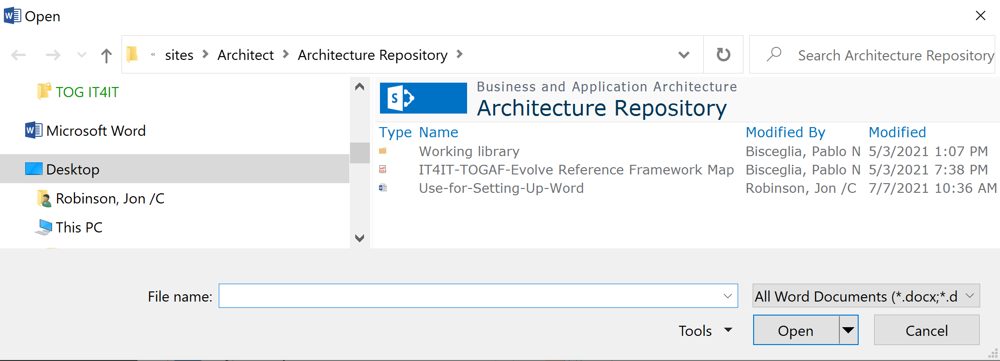 Open
« sites Architect Architecture Repository
Search Architecture Repository
TOG IT4IT
Microsoft Word
Desktop
Robinson, Jon /C
This PC
Business and Application Architecture
Architecture Repository
Type Name Modified By Modified
Working library Bisceglia, Pablo N 5/3/2021 1:07 PM
IT4IT-TOGAF-Evolve Reference Framework Map Bisceglia, Pablo N 5/3/2021 7:38 PM
Use-for-Setting-Up-Word Robinson, Jon /C 7/7/2021 10:36 AM
File name:
All Word Documents (*.docx;*.d
Tools
Open
Cancel